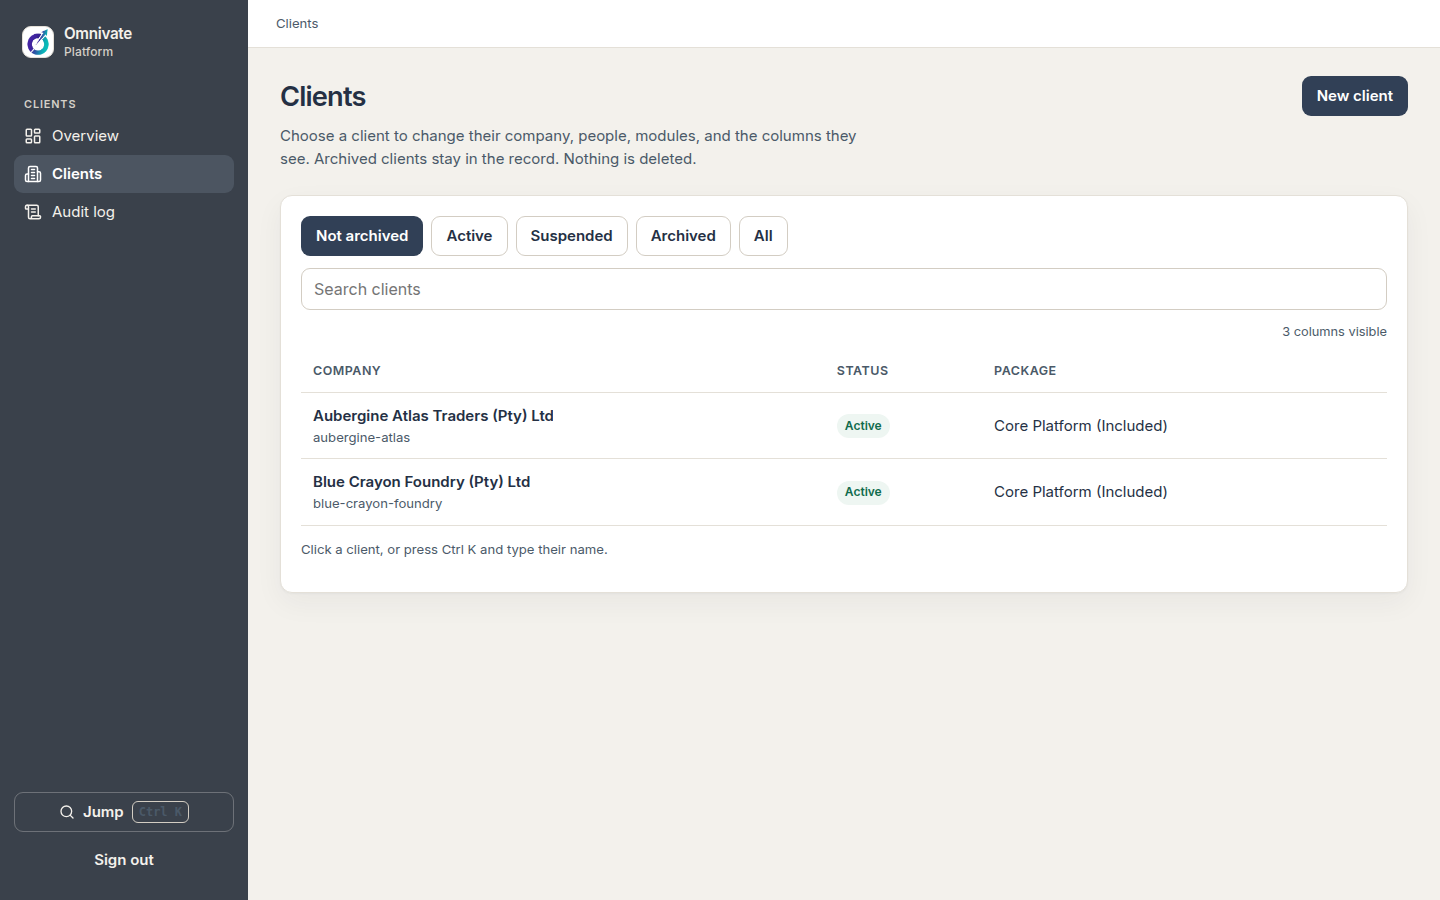 Omnivate
Platform
CLIENTS
Overview
Clients
Audit log
Jump Ctrl K
Sign out
Clients
Clients
New client
Choose a client to change their company, people, modules, and the columns they
see. Archived clients stay in the record. Nothing is deleted.
Not archived Active Suspended Archived All
Search clients
3 columns visible
COMPANY STATUS PACKAGE
Aubergine Atlas Traders (Pty) Ltd
aubergine-atlas
Active
Core Platform (Included)
Blue Crayon Foundry (Pty) Ltd
blue-crayon-foundry
Active
Core Platform (Included)
Click a client, or press Ctrl K and type their name.